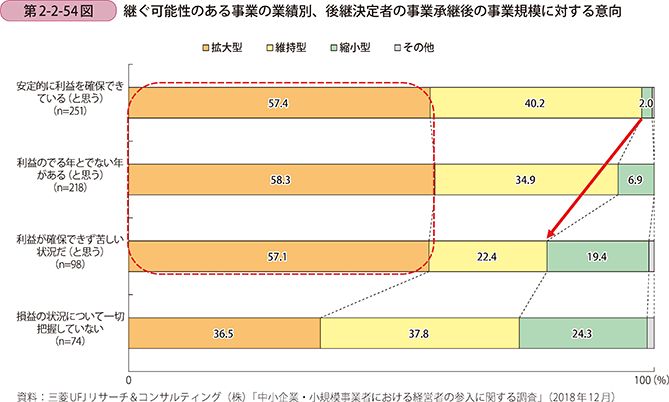 第2-2-54図 継ぐ可能性のある事業の業績別、後継決定者の事業承継後の事業規模に対する意向
拡大型 維持型 縮小型 その他
安定的に利益を確保でき
ている(と思う)
(n=251)
57.4 40.2 2.0
利益のでる年とでない年
がある(と思う)
(n=218)
58.3 34.9 6.9
利益が確保できず苦しい
状況だ(と思う)
(n=98)
57.1 22.4 19.4
損益の状況について一切
把握していない
(n=74)
36.5 37.8 24.3
0 100(%)
資料:三菱UFJリサーチ&コンサルティング(株)「中小企業・小規模事業者における経営者の参入に関する調査」(2018年12月)